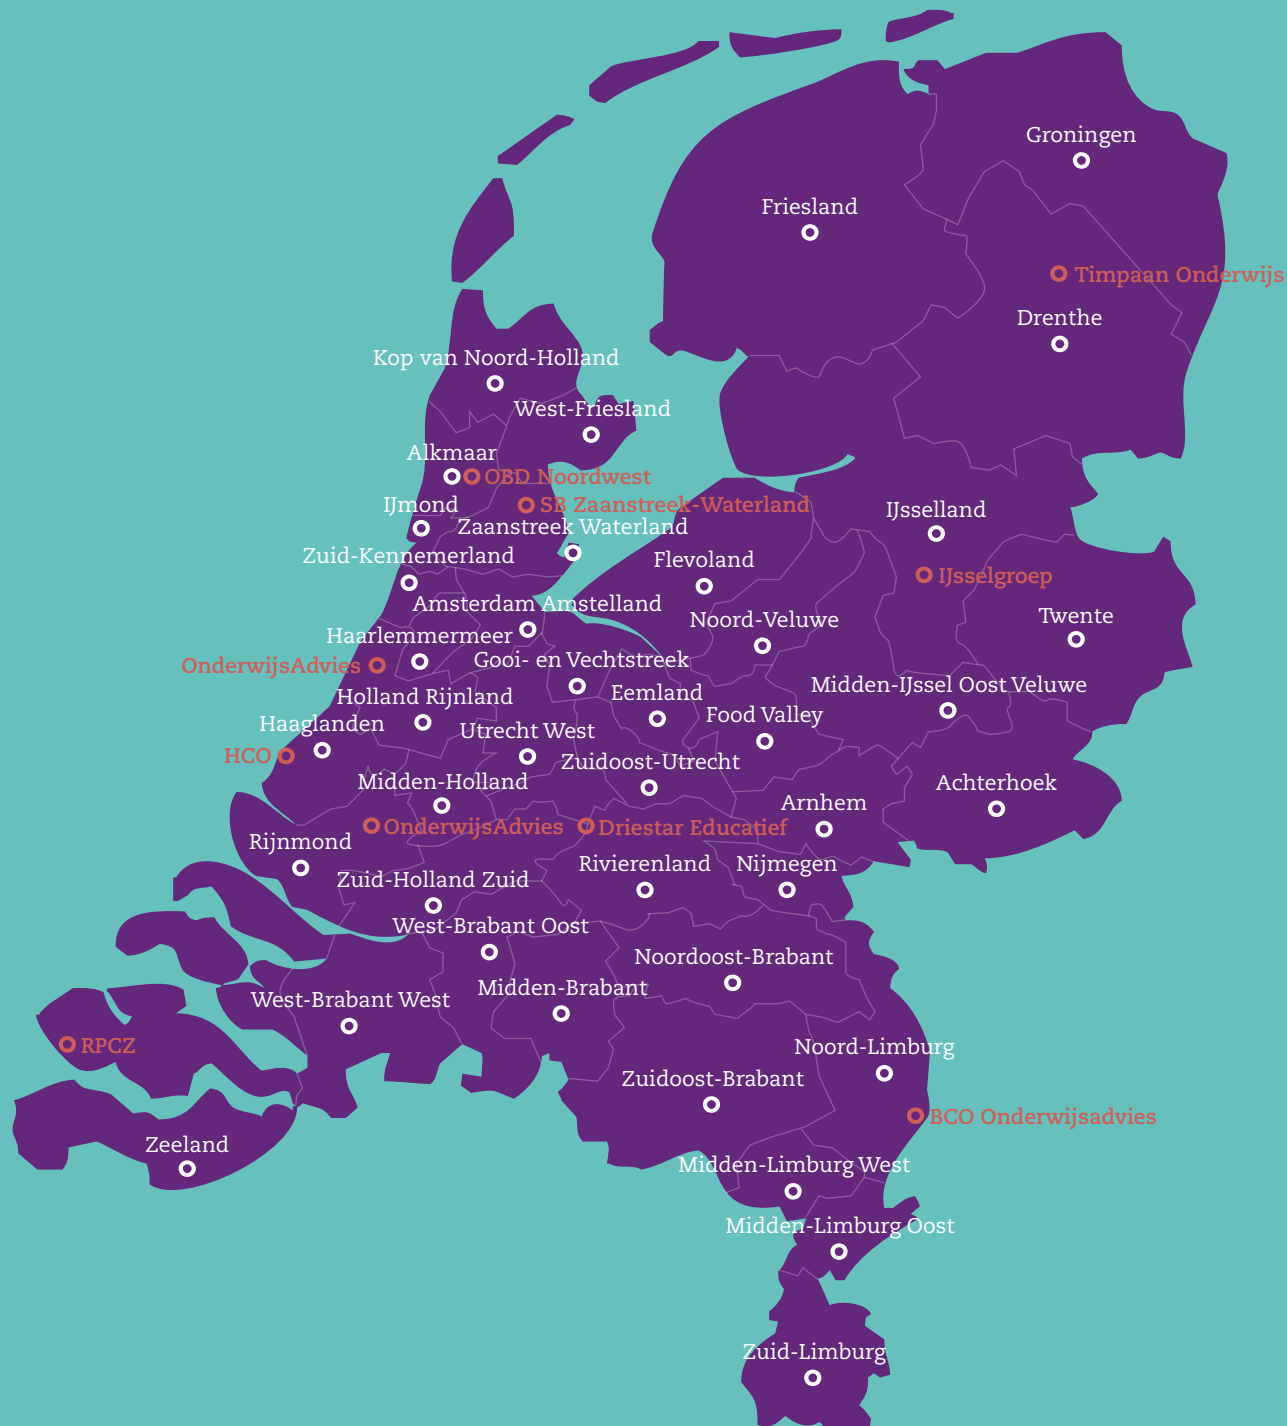 Groningen
Friesland
Timpaan Onderwijs
Drenthe
Kop van Noord-Holland
West-Friesland
Alkmaar
OBD Noordwest
IJmond
SB Zaanstreek-Waterland
IJsselland
Zaanstreek Waterland
Zuid-Kennemerland
Flevoland
IJsselgroep
Amsterdam Amstelland
Noord-Veluwe
Twente
Haarlemmermeer
OnderwijsAdvies
Gooi- en Vechtstreek
Holland Rijnland
Eemland
Midden-IJssel Oost Veluwe
Haaglanden
Utrecht West
Food Valley
HCO
Zuidoost-Utrecht
Midden-Holland
Achterhoek
Arnhem
OnderwijsAdvies
Driestar Educatief
Rijnmond
Rivierenland
Nijmegen
Zuid-Holland Zuid
West-Brabant Oost
Noordoost-Brabant
Midden-Brabant
West-Brabant West
RPCZ
Noord-Limburg
Zuidoost-Brabant
BCO Onderwijsadvies
Zeeland
Midden-Limburg West
Midden-Limburg Oost
Zuid-Limburg